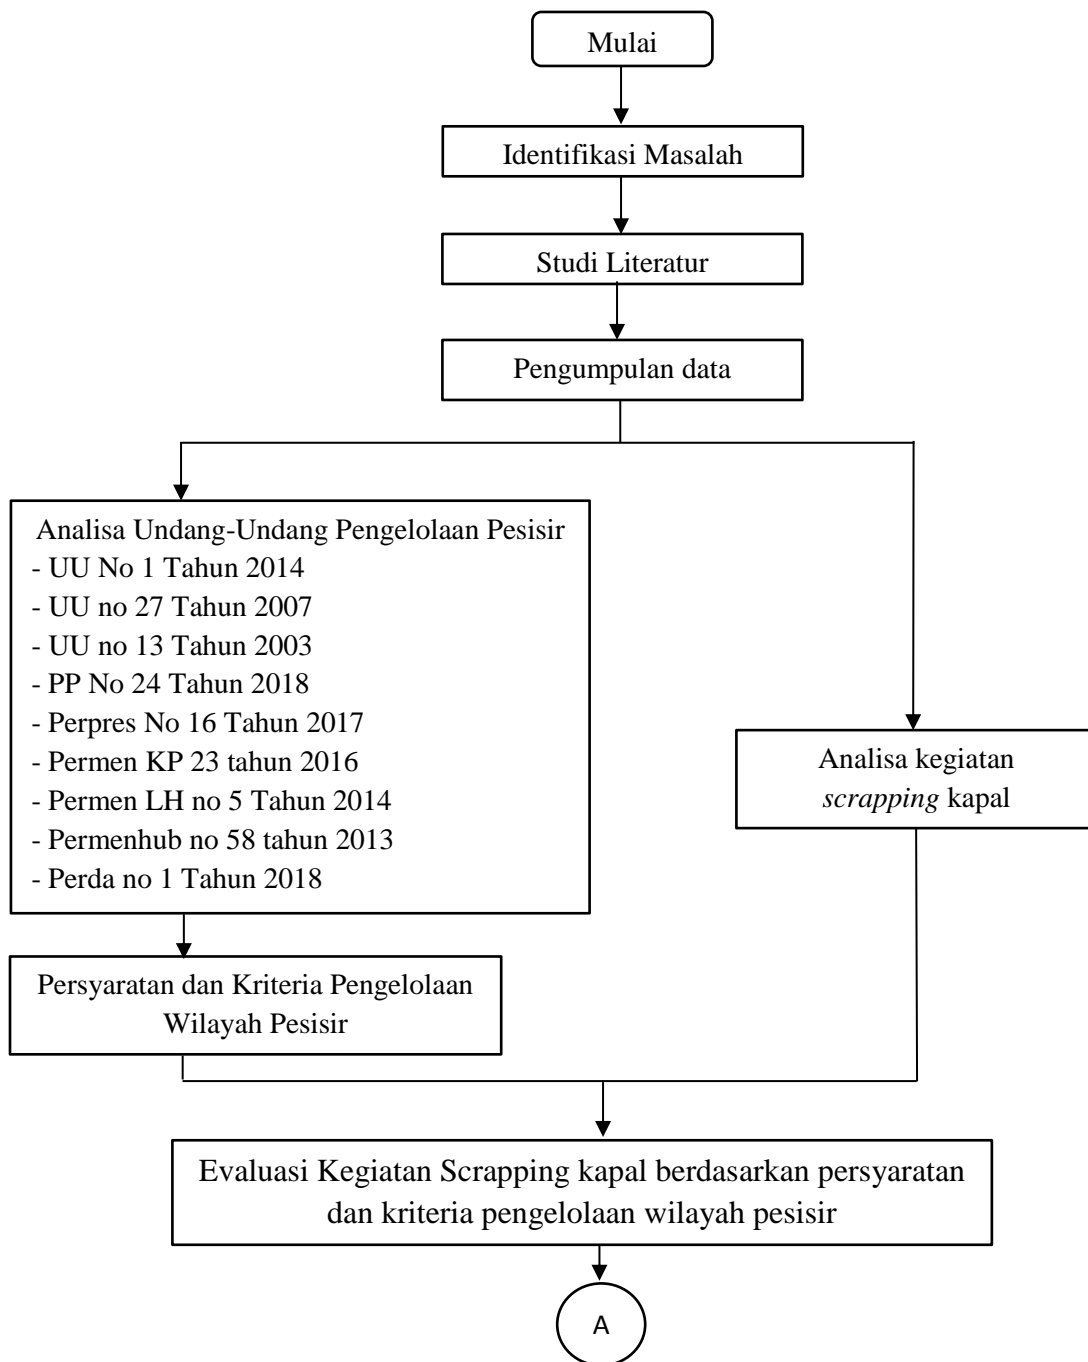 Mulai
Identifikasi Masalah
Studi Literatur
Pengumpulan data
Analisa Undang-Undang Pengelolaan Pesisir
- UU No 1 Tahun 2014
- UU no 27 Tahun 2007
- UU no 13 Tahun 2003
- PP No 24 Tahun 2018
- Perpres No 16 Tahun 2017
- Permen KP 23 tahun 2016
- Permen LH no 5 Tahun 2014
- Permenhub no 58 tahun 2013
- Perda no 1 Tahun 2018
Analisa kegiatan
scrapping kapal
Persyaratan dan Kriteria Pengelolaan
Wilayah Pesisir
Evaluasi Kegiatan Scrapping kapal berdasarkan persyaratan
dan kriteria pengelolaan wilayah pesisir
A